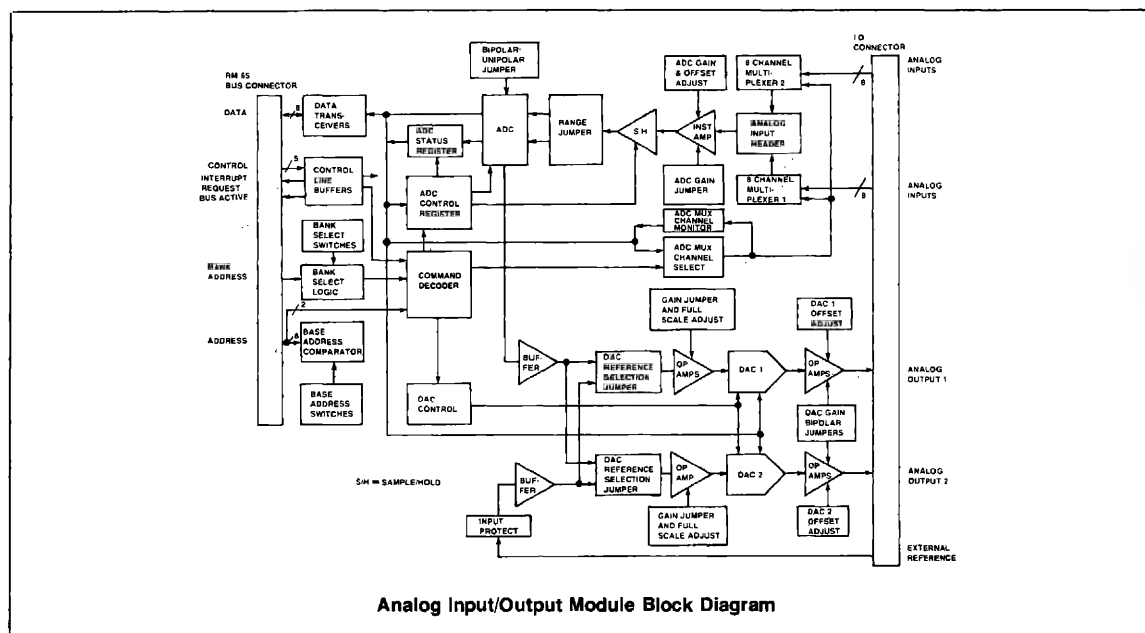 RM 65
BUS CONNECTOR
DATA
CONTROL
INTERRUPT
REQUEST
BUS ACTIVE
BANK
ADDRESS
ADDRESS
8
5
2
6
DATA
TRANS-
CEIVERS
CONTROL
LINE
BUFFERS
BANK
SELECT
SWITCHES
BANK
SELECT
LOGIC
BASE
ADDRESS
COMPARATOR
BASE
ADDRESS
SWITCHES
BIPOLAR-
UNIPOLAR
JUMPER
ADC
STATUS
REGISTER
ADC
CONTROL
REGISTER
COMMAND
DECODER
DAC
CONTROL
ADC
RANGE
JUMPER
S/H
INST
AMP
ADC GAIN
& OFFSET
ADJUST
ADC GAIN
JUMPER
8 CHANNEL
MULTI-
PLEXER 2
ANALOG
INPUT
HEADER
8 CHANNEL
MULTI-
PLEXER 1
ADC MUX
CHANNEL
MONITOR
ADC MUX
CHANNEL
SELECT
I O
CONNECTOR
ANALOG
INPUTS
8
ANALOG
INPUTS
8
GAIN JUMPER
AND FULL
SCALE ADJUST
DAC 1
OFFSET
ADJUST
BUF-
FER
DAC
REFERENCE
SELECTION
JUMPER
OP
AMPS
DAC 1
OP
AMPS
ANALOG
OUTPUT 1
DAC GAIN
BIPOLAR
JUMPERS
BUF-
FER
DAC
REFERENCE
SELECTION
JUMPER
OP
AMP
DAC 2
OP
AMPS
ANALOG
OUTPUT 2
S/H = SAMPLE/HOLD
INPUT
PROTECT
GAIN JUMPER
AND FULL
SCALE ADJUST
DAC 2
OFFSET
ADJUST
EXTERNAL
REFERENCE
Analog Input/Output Module Block Diagram